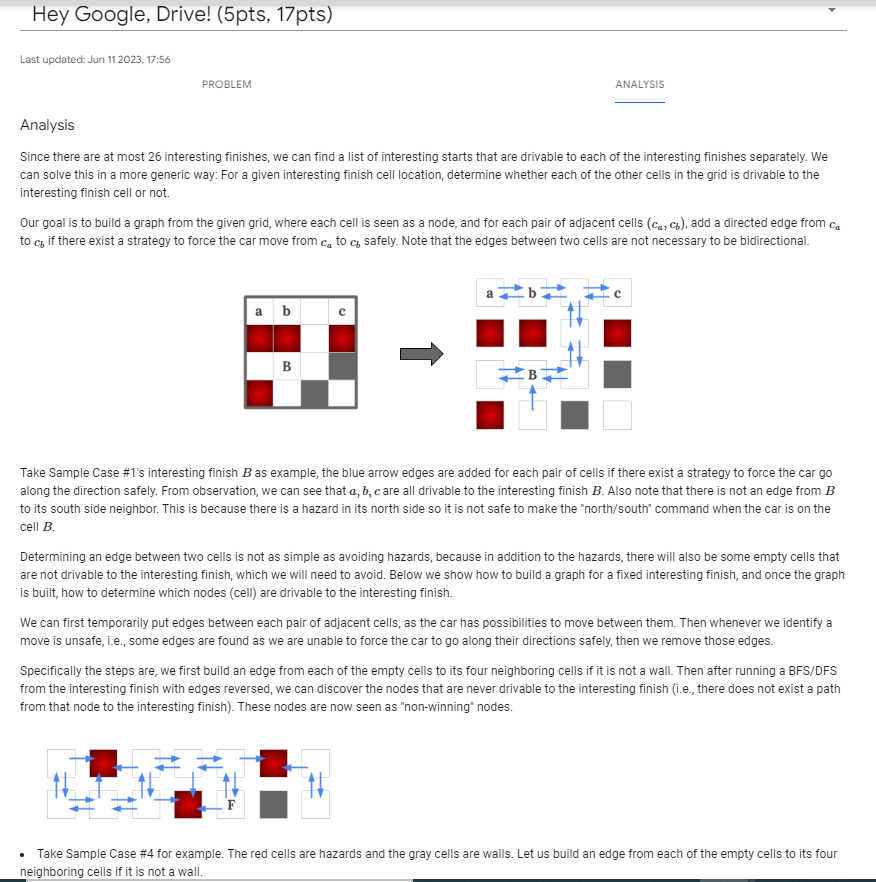 Hey Google, Drive! (5pts, 17pts)
Last updated: Jun 11 2023, 17:56
PROBLEM
ANALYSIS
Analysis
Since there are at most 26 interesting finishes, we can find a list of interesting starts that are drivable to each of the interesting finishes separately. We
can solve this in a more generic way: For a given interesting finish cell location, determine whether each of the other cells in the grid is drivable to the
interesting finish cell or not.
Our goal is to build a graph from the given grid, where each cell is seen as a node, and for each pair of adjacent cells (cₐ, c_b), add a directed edge from cₐ
to c_b if there exist a strategy to force the car move from cₐ to c_b safely. Note that the edges between two cells are not necessary to be bidirectional.
a b c
B
a b c
B
Take Sample Case #1's interesting finish B as example, the blue arrow edges are added for each pair of cells if there exist a strategy to force the car go
along the direction safely. From observation, we can see that a, b, c are all drivable to the interesting finish B. Also note that there is not an edge from B
to its south side neighbor. This is because there is a hazard in its north side so it is not safe to make the "north/south" command when the car is on the
cell B.
Determining an edge between two cells is not as simple as avoiding hazards, because in addition to the hazards, there will also be some empty cells that
are not drivable to the interesting finish, which we will need to avoid. Below we show how to build a graph for a fixed interesting finish, and once the graph
is built, how to determine which nodes (cell) are drivable to the interesting finish.
We can first temporarily put edges between each pair of adjacent cells, as the car has possibilities to move between them. Then whenever we identify a
move is unsafe, i.e., some edges are found as we are unable to force the car to go along their directions safely, then we remove those edges.
Specifically the steps are, we first build an edge from each of the empty cells to its four neighboring cells if it is not a wall. Then after running a BFS/DFS
from the interesting finish with edges reversed, we can discover the nodes that are never drivable to the interesting finish (i.e., there does not exist a path
from that node to the interesting finish). These nodes are now seen as "non-winning" nodes.
F
• Take Sample Case #4 for example. The red cells are hazards and the gray cells are walls. Let us build an edge from each of the empty cells to its four
neighboring cells if it is not a wall.